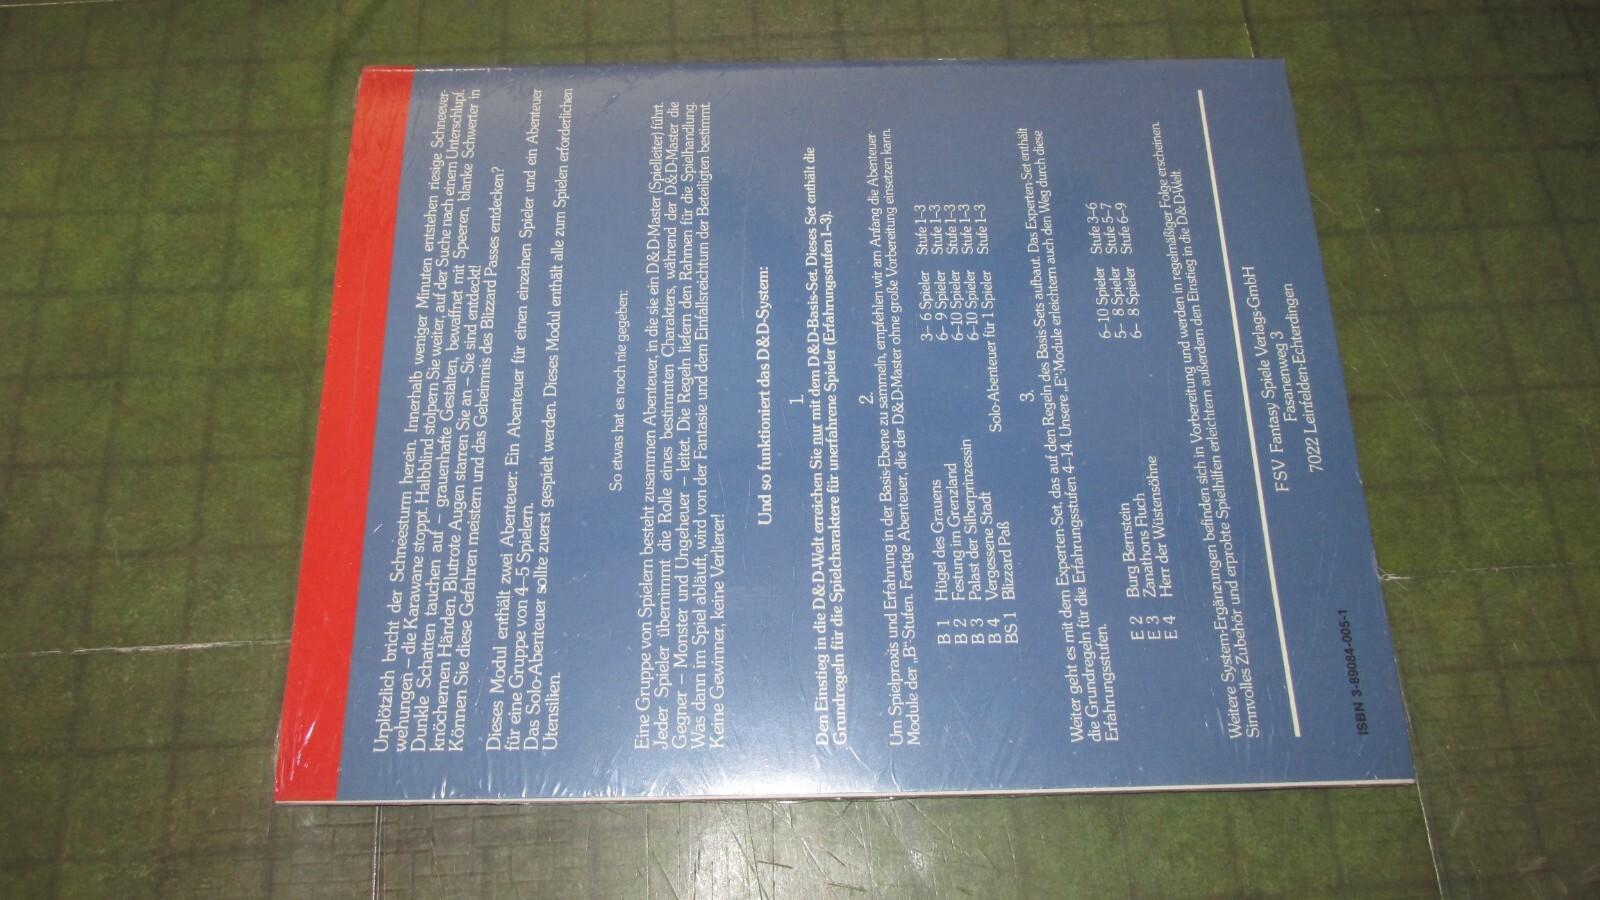 Urplötzlich bricht der Schneesturm herein. Innerhalb weniger Minuten entstehen riesige Schneever-
wehungen – die Karawane stoppt. Halbblind stolpern Sie weiter, auf der Suche nach einem Unterschlupf.
Dunkle Schatten tauchen auf – grauenhafte Gestalten, bewaffnet mit Speeren, blanke Schwerter in
knöchernen Händen. Blutrote Augen starren Sie an – Sie sind entdeckt!
Können Sie diese Gefahren meistern und das Geheimnis des Blizzard Passes entdecken?
Dieses Modul enthält zwei Abenteuer: Ein Abenteuer für einen einzelnen Spieler und ein Abenteuer
für eine Gruppe von 4–5 Spielern.
Das Solo-Abenteuer sollte zuerst gespielt werden. Dieses Modul enthält alle zum Spielen erforderlichen
Utensilien.
So etwas hat es noch nie gegeben:
Eine Gruppe von Spielern besteht zusammen Abenteuer, in die sie ein D&D-Master (Spielleiter) führt.
Jeder Spieler übernimmt die Rolle eines bestimmten Charakters, während der D&D-Master die
Gegner – Monster und Ungeheuer – leitet. Die Regeln liefern den Rahmen für die Spielhandlung.
Was dann im Spiel abläuft, wird von der Fantasie und dem Einfallsreichtum der Beteiligten bestimmt.
Keine Gewinner, keine Verlierer!
Und so funktioniert das D&D-System:
1.
Den Einstieg in die D&D-Welt erreichen Sie nur mit dem D&D-Basis-Set. Dieses Set enthält die
Grundregeln für die Spielcharaktere für unerfahrene Spieler (Erfahrungsstufen 1–3).
2.
Um Spielpraxis und Erfahrung in der Basis-Ebene zu sammeln, empfehlen wir am Anfang die Abenteuer-
Module der „B“-Stufen. Fertige Abenteuer, die der D&D-Master ohne große Vorbereitung einsetzen kann.
B 1 Hügel des Grauens 3– 6 Spieler Stufe 1–3
B 2 Festung im Grenzland 6– 9 Spieler Stufe 1–3
B 3 Palast der Silberprinzessin 6–10 Spieler Stufe 1–3
B 4 Vergessene Stadt 6–10 Spieler Stufe 1–3
BS 1 Blizzard Paß Solo-Abenteuer für 1 Spieler Stufe 1–3
3.
Weiter geht es mit dem Experten-Set, das auf den Regeln des Basis-Sets aufbaut. Das Experten-Set enthält
die Grundregeln für die Erfahrungsstufen 4–14. Unsere „E“-Module erleichtern auch den Weg durch diese
Erfahrungsstufen.
E 2 Burg Bernstein 6–10 Spieler Stufe 3–6
E 3 Zanathons Fluch 5– 8 Spieler Stufe 5–7
E 4 Herr der Wüstensöhne 6– 8 Spieler Stufe 6–9
Weitere System-Ergänzungen befinden sich in Vorbereitung und werden in regelmäßiger Folge erscheinen.
Sinnvolles Zubehör und erprobte Spielhilfen erleichtern außerdem den Einstieg in die D&D-Welt.
FSV Fantasy Spiele Verlags-GmbH
Fasanenweg 3
7022 Leinfelden-Echterdingen
ISBN 3-89084-005-1